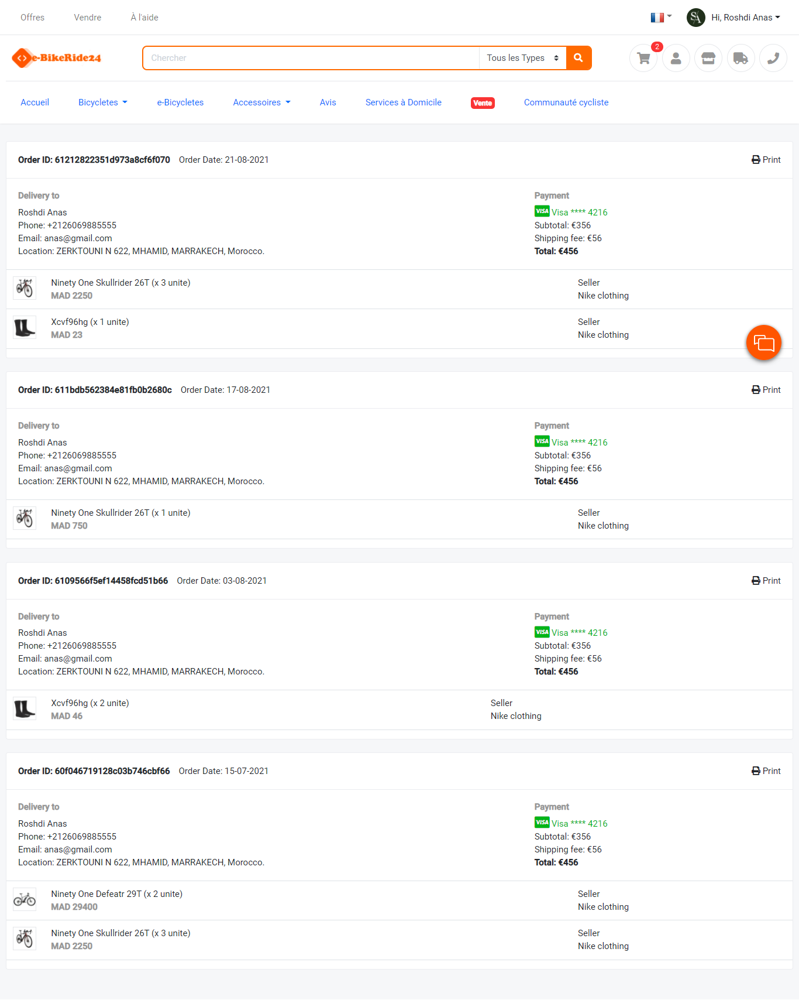 Offres Vendre À l'aide Hi, Roshdi Anas
e-BikeRide24 Chercher Tous les Types 2
Accueil Bicycletes e-Bicycletes Accessoires Avis Services à Domicile Vente Communauté cycliste
Order ID: 61212822351d973a8cf6f070 Order Date: 21-08-2021 Print
Delivery to
Roshdi Anas
Phone: +2126069885555
Email: anas@gmail.com
Location: ZERKTOUNI N 622, MHAMID, MARRAKECH, Morocco.
Payment
VISA Visa **** 4216
Subtotal: €356
Shipping fee: €56
Total: €456
Ninety One Skullrider 26T (x 3 unite)
MAD 2250
Seller
Nike clothing
Xcvf96hg (x 1 unite)
MAD 23
Seller
Nike clothing
Order ID: 611bdb562384e81fb0b2680c Order Date: 17-08-2021 Print
Delivery to
Roshdi Anas
Phone: +2126069885555
Email: anas@gmail.com
Location: ZERKTOUNI N 622, MHAMID, MARRAKECH, Morocco.
Payment
VISA Visa **** 4216
Subtotal: €356
Shipping fee: €56
Total: €456
Ninety One Skullrider 26T (x 1 unite)
MAD 750
Seller
Nike clothing
Order ID: 6109566f5ef14458fcd51b66 Order Date: 03-08-2021 Print
Delivery to
Roshdi Anas
Phone: +2126069885555
Email: anas@gmail.com
Location: ZERKTOUNI N 622, MHAMID, MARRAKECH, Morocco.
Payment
VISA Visa **** 4216
Subtotal: €356
Shipping fee: €56
Total: €456
Xcvf96hg (x 2 unite)
MAD 46
Seller
Nike clothing
Order ID: 60f046719128c03b746cbf66 Order Date: 15-07-2021 Print
Delivery to
Roshdi Anas
Phone: +2126069885555
Email: anas@gmail.com
Location: ZERKTOUNI N 622, MHAMID, MARRAKECH, Morocco.
Payment
VISA Visa **** 4216
Subtotal: €356
Shipping fee: €56
Total: €456
Ninety One Defeatr 29T (x 2 unite)
MAD 29400
Seller
Nike clothing
Ninety One Skullrider 26T (x 3 unite)
MAD 2250
Seller
Nike clothing